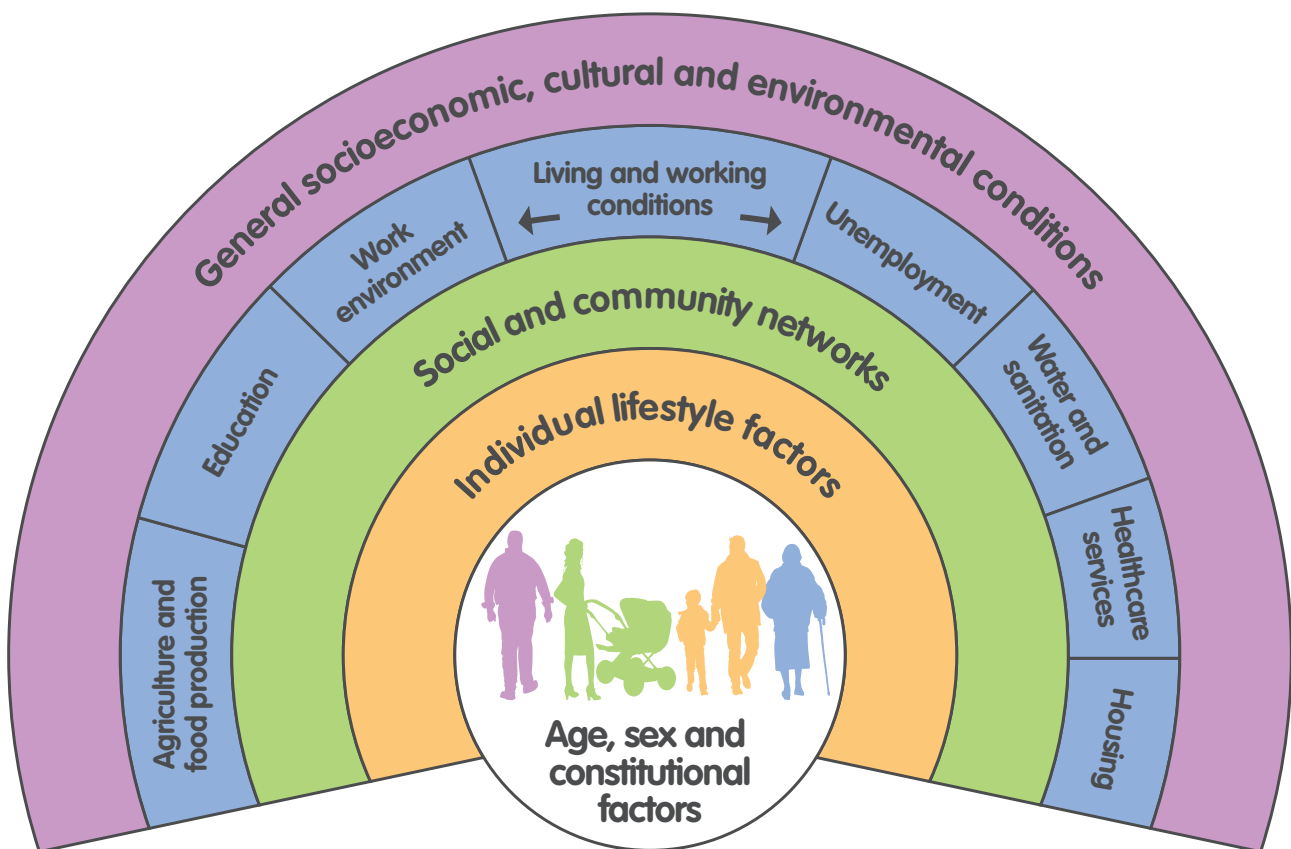 General socioeconomic, cultural and environmental conditions
Living and working
conditions
Agriculture and
food production
Education
Work
environment
Unemployment
Water and
sanitation
Healthcare
services
Housing
Social and community networks
Individual lifestyle factors
Age, sex and
constitutional
factors